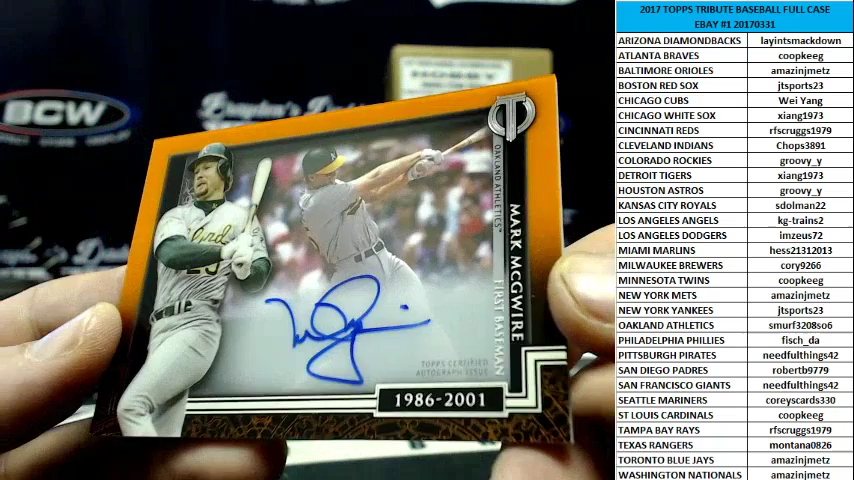 2017 TOPPS TRIBUTE BASEBALL FULL CASE
EBAY #1 20170331
ARIZONA DIAMONDBACKS layintsmackdown
ATLANTA BRAVES coopkeeg
BALTIMORE ORIOLES amazinjmetz
BOSTON RED SOX jtsports23
CHICAGO CUBS Wei Yang
CHICAGO WHITE SOX xiang1973
CINCINNATI REDS rfscruggs1979
CLEVELAND INDIANS Chops3891
COLORADO ROCKIES groovy_y
DETROIT TIGERS xiang1973
HOUSTON ASTROS groovy_y
KANSAS CITY ROYALS sdolman22
LOS ANGELES ANGELS kg-trains2
LOS ANGELES DODGERS imzeus72
MIAMI MARLINS hess21312013
MILWAUKEE BREWERS cory9266
MINNESOTA TWINS coopkeeg
NEW YORK METS amazinjmetz
NEW YORK YANKEES jtsports23
OAKLAND ATHLETICS smurf3208so6
PHILADELPHIA PHILLIES fisch_da
PITTSBURGH PIRATES needfulthings42
SAN DIEGO PADRES robertb9779
SAN FRANCISCO GIANTS needfulthings42
SEATTLE MARINERS coreyscards330
ST LOUIS CARDINALS coopkeeg
TAMPA BAY RAYS rfscruggs1979
TEXAS RANGERS montana0826
TORONTO BLUE JAYS amazinjmetz
WASHINGTON NATIONALS amazinjmetz
BCW
HOBBY
OAKLAND ATHLETICS™
MARK McGWIRE
FIRST BASEMAN
TOPPS CERTIFIED
AUTOGRAPH ISSUE
1986-2001